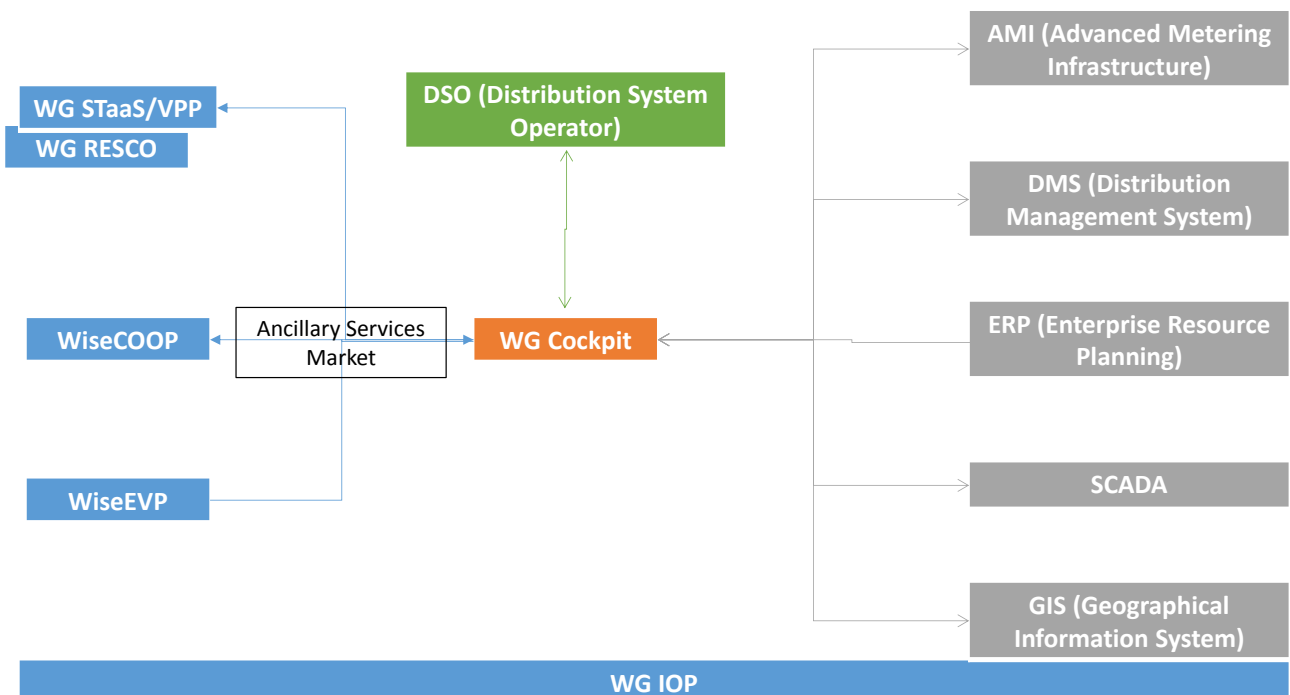 AMI (Advanced Metering
Infrastructure)
DSO (Distribution System
Operator)
WG STaaS/VPP
WG RESCO
DMS (Distribution
Management System)
Ancillary Services
Market
WiseCOOP
WG Cockpit
ERP (Enterprise Resource
Planning)
WiseEVP
SCADA
GIS (Geographical
Information System)
WG IOP